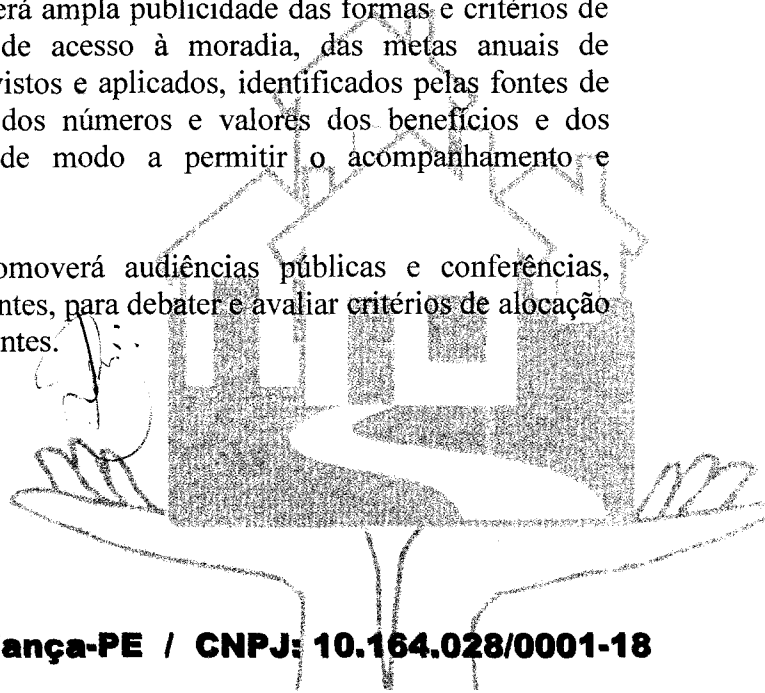 erá ampla publicidade das formas e critérios de
de acesso à moradia, das metas anuais de
vistos e aplicados, identificados pelas fontes de
dos números e valores dos benefícios e dos
de modo a permitir o acompanhamento e
omoverá audiências públicas e conferências,
ntes, para debater e avaliar critérios de alocação
ntes.
ança-PE / CNPJ: 10.164.028/0001-18